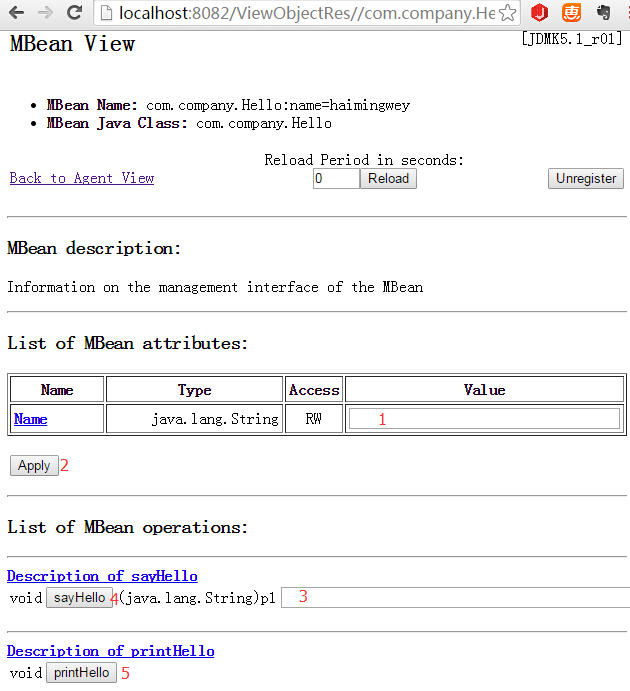 localhost:8082/ViewObjectRes//com.company.He
MBean View
[JDMK5.1_r01]
MBean Name: com.company.Hello:name=haimingwey
MBean Java Class: com.company.Hello
Reload Period in seconds:
Back to Agent View
0 Reload
Unregister
MBean description:
Information on the management interface of the MBean
List of MBean attributes:
Name Type Access Value
Name java.lang.String RW 1
Apply 2
List of MBean operations:
Description of sayHello
void sayHello 4 (java.lang.String)p1 3
Description of printHello
void printHello 5